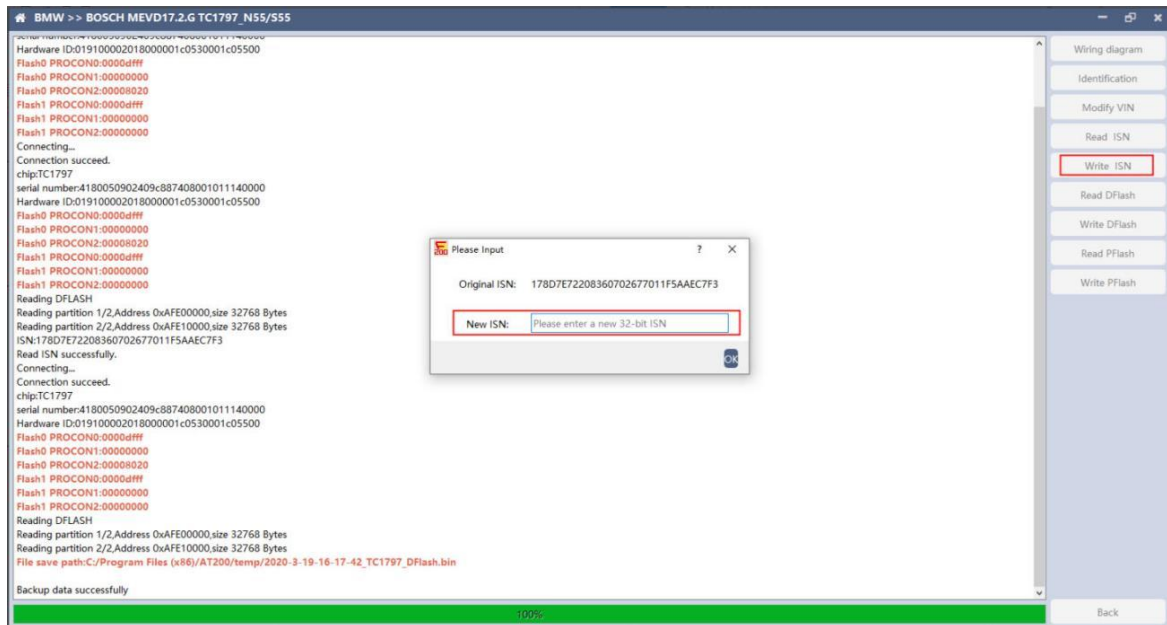 BMW >> BOSCH MEVD17.2.G TC1797_N55/S55
Hardware ID:019100002018000001c0530001c05500
Flash0 PROCON0:0000dfff
Flash0 PROCON1:00000000
Flash0 PROCON2:00008020
Flash1 PROCON0:0000dfff
Flash1 PROCON1:00000000
Flash1 PROCON2:00000000
Connecting...
Connection succeed.
chip:TC1797
serial number:4180050902409c887408001011140000
Hardware ID:019100002018000001c0530001c05500
Flash0 PROCON0:0000dfff
Flash0 PROCON1:00000000
Flash0 PROCON2:00008020
Flash1 PROCON0:0000dfff
Flash1 PROCON1:00000000
Flash1 PROCON2:00000000
Reading DFLASH
Reading partition 1/2,Address 0xAFE00000,size 32768 Bytes
Reading partition 2/2,Address 0xAFE10000,size 32768 Bytes
ISN:178D7E72208360702677011F5AAEC7F3
Read ISN successfully.
Connecting...
Connection succeed.
chip:TC1797
serial number:4180050902409c887408001011140000
Hardware ID:019100002018000001c0530001c05500
Flash0 PROCON0:0000dfff
Flash0 PROCON1:00000000
Flash0 PROCON2:00008020
Flash1 PROCON0:0000dfff
Flash1 PROCON1:00000000
Flash1 PROCON2:00000000
Reading DFLASH
Reading partition 1/2,Address 0xAFE00000,size 32768 Bytes
Reading partition 2/2,Address 0xAFE10000,size 32768 Bytes
File save path:C:/Program Files (x86)/AT200/temp/2020-3-19-16-17-42_TC1797_DFlash.bin
Backup data successfully
100%
Please Input
Original ISN: 178D7E72208360702677011F5AAEC7F3
New ISN: Please enter a new 32-bit ISN
OK
Wiring diagram
Identification
Modify VIN
Read ISN
Write ISN
Read DFlash
Write DFlash
Read PFlash
Write PFlash
Back